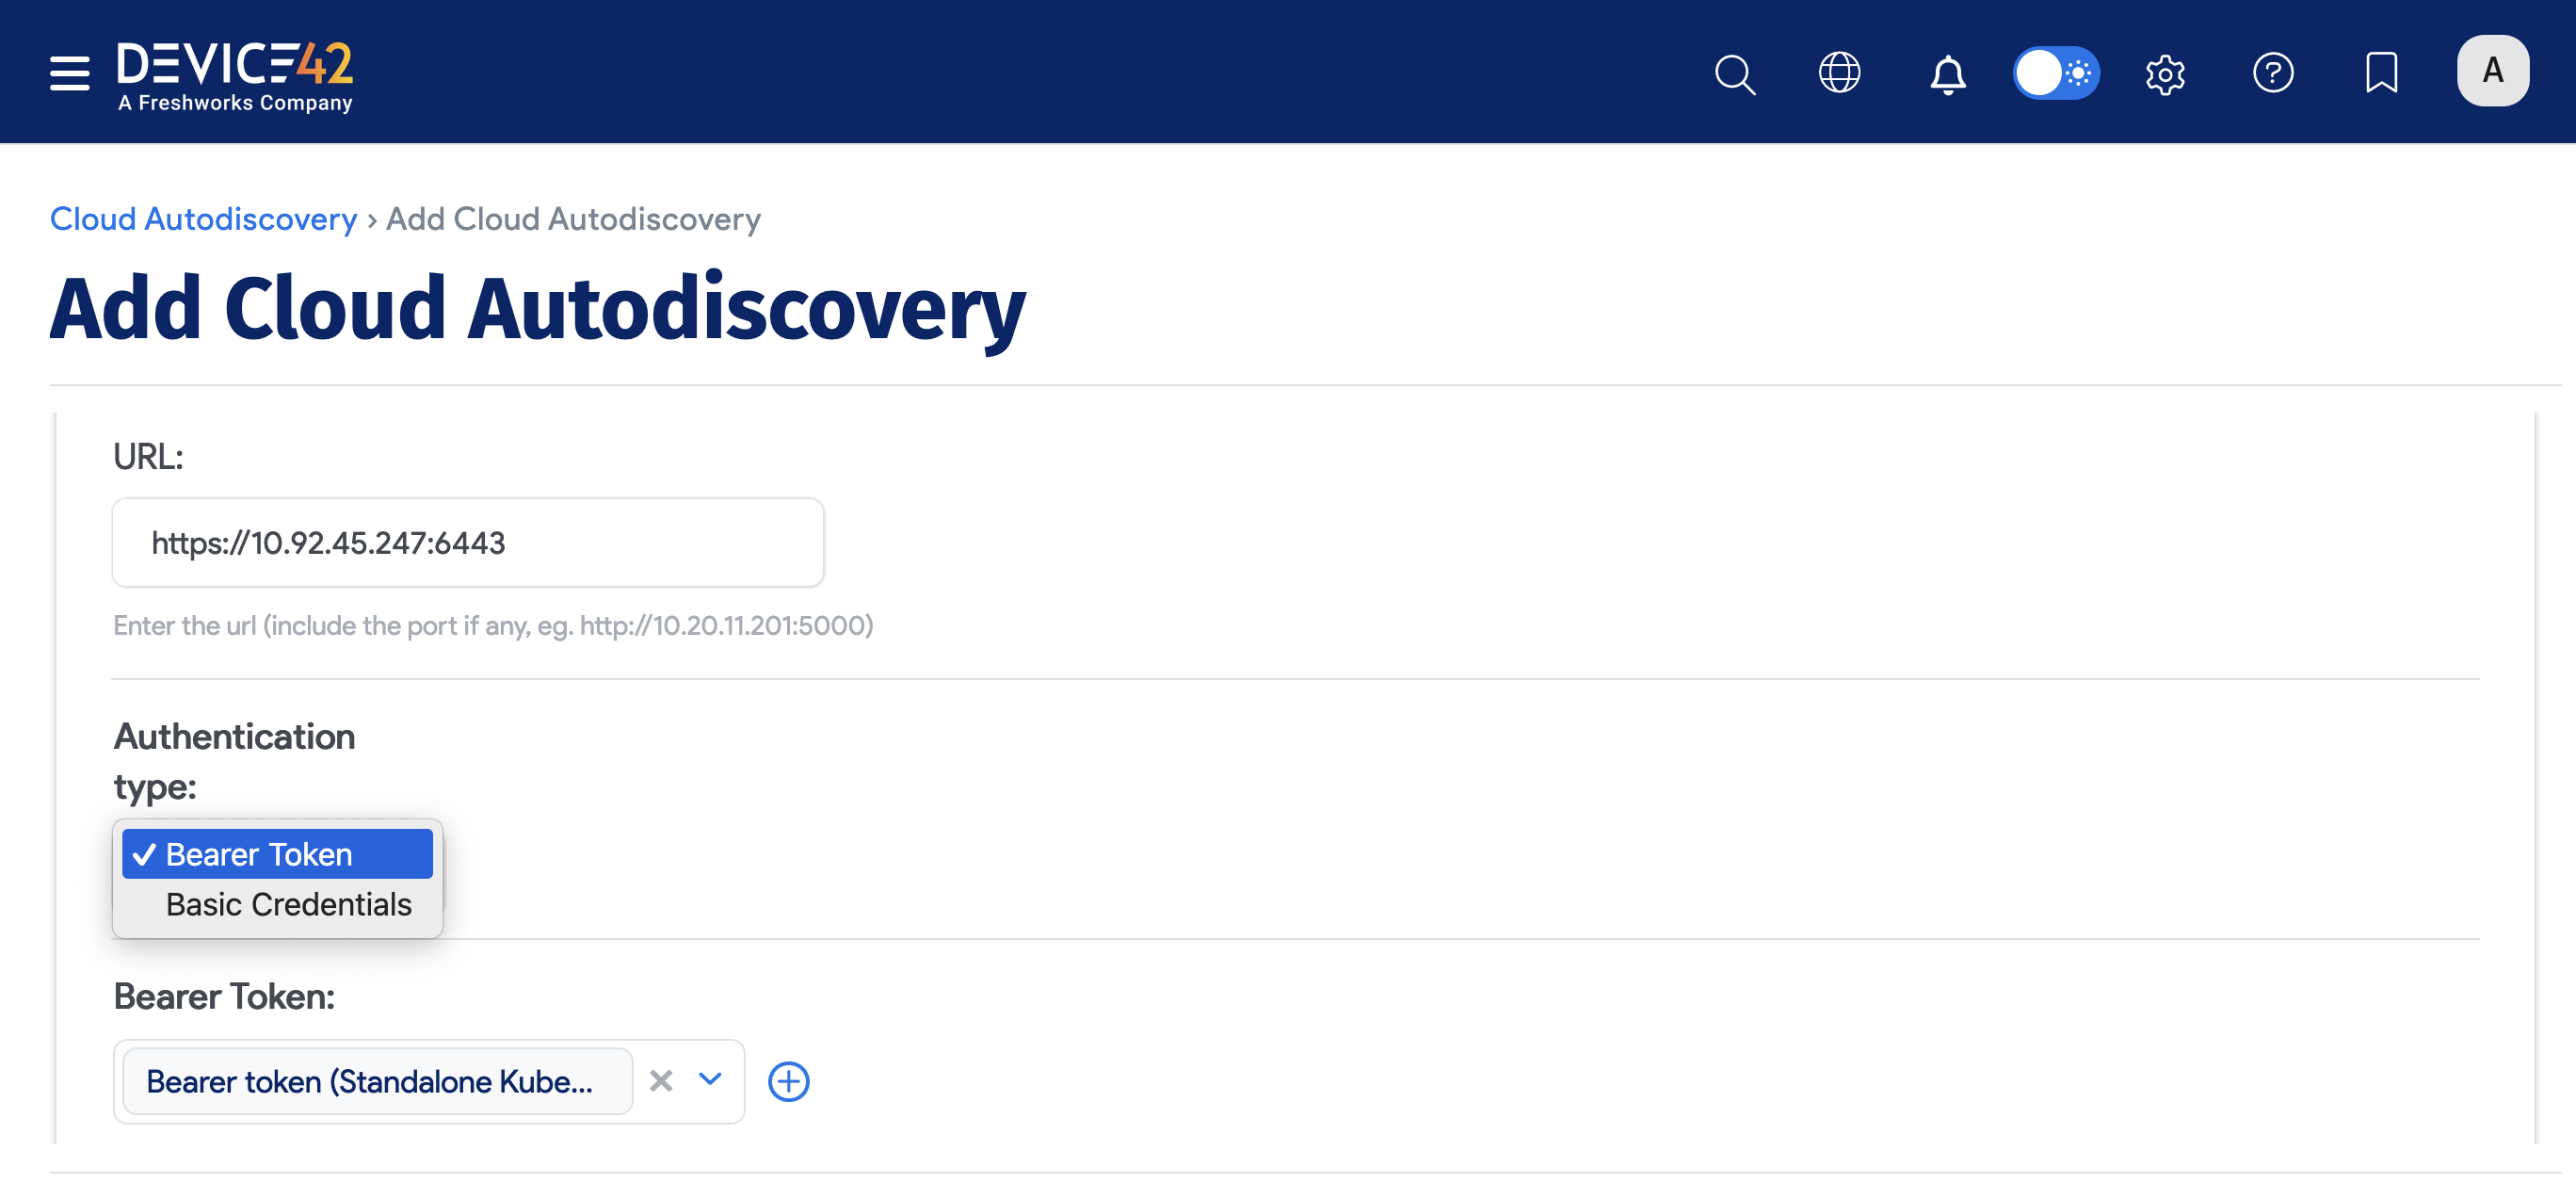 DEVICE42
A Freshworks Company
A
Cloud Autodiscovery › Add Cloud Autodiscovery
Add Cloud Autodiscovery
URL:
https://10.92.45.247:6443
Enter the url (include the port if any, eg. http://10.20.11.201:5000)
Authentication
type:
✓ Bearer Token
Basic Credentials
Bearer Token:
Bearer token (Standalone Kube...